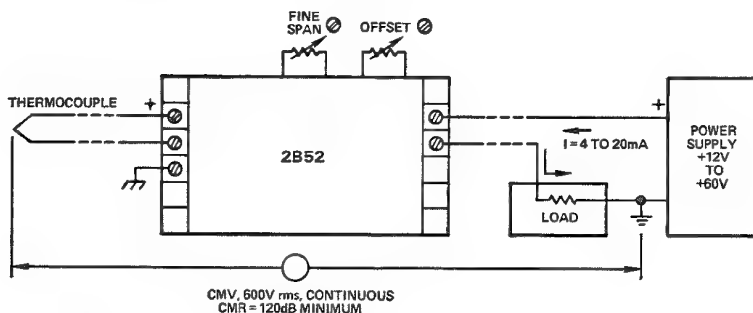 FINE
SPAN
OFFSET
THERMOCOUPLE
+
2B52
+
I = 4 TO 20mA
LOAD
POWER
SUPPLY
+12V
TO
+60V
CMV, 600V rms, CONTINUOUS
CMR = 120dB MINIMUM